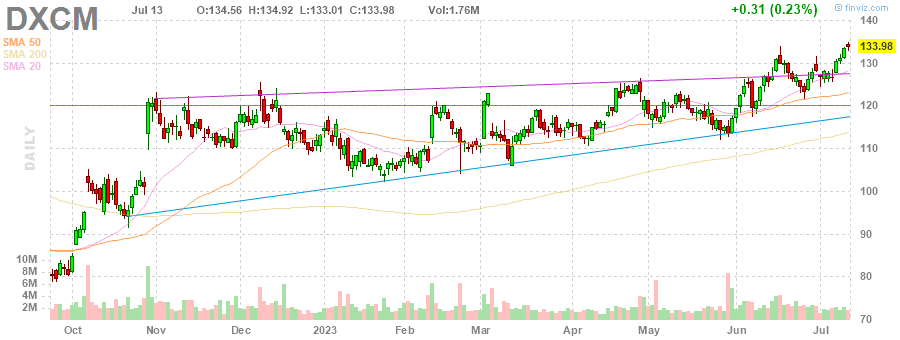 DXCM Jul 13 O:134.56 H:134.92 L:133.01 C:133.98 Vol:1.76M +0.31 (0.23%) © finviz.com
SMA 50
SMA 200
SMA 20
DAILY
140
133.98
130
120
110
100
90
80
70
10M
8M
6M
4M
2M
Oct Nov Dec 2023 Feb Mar Apr May Jun Jul